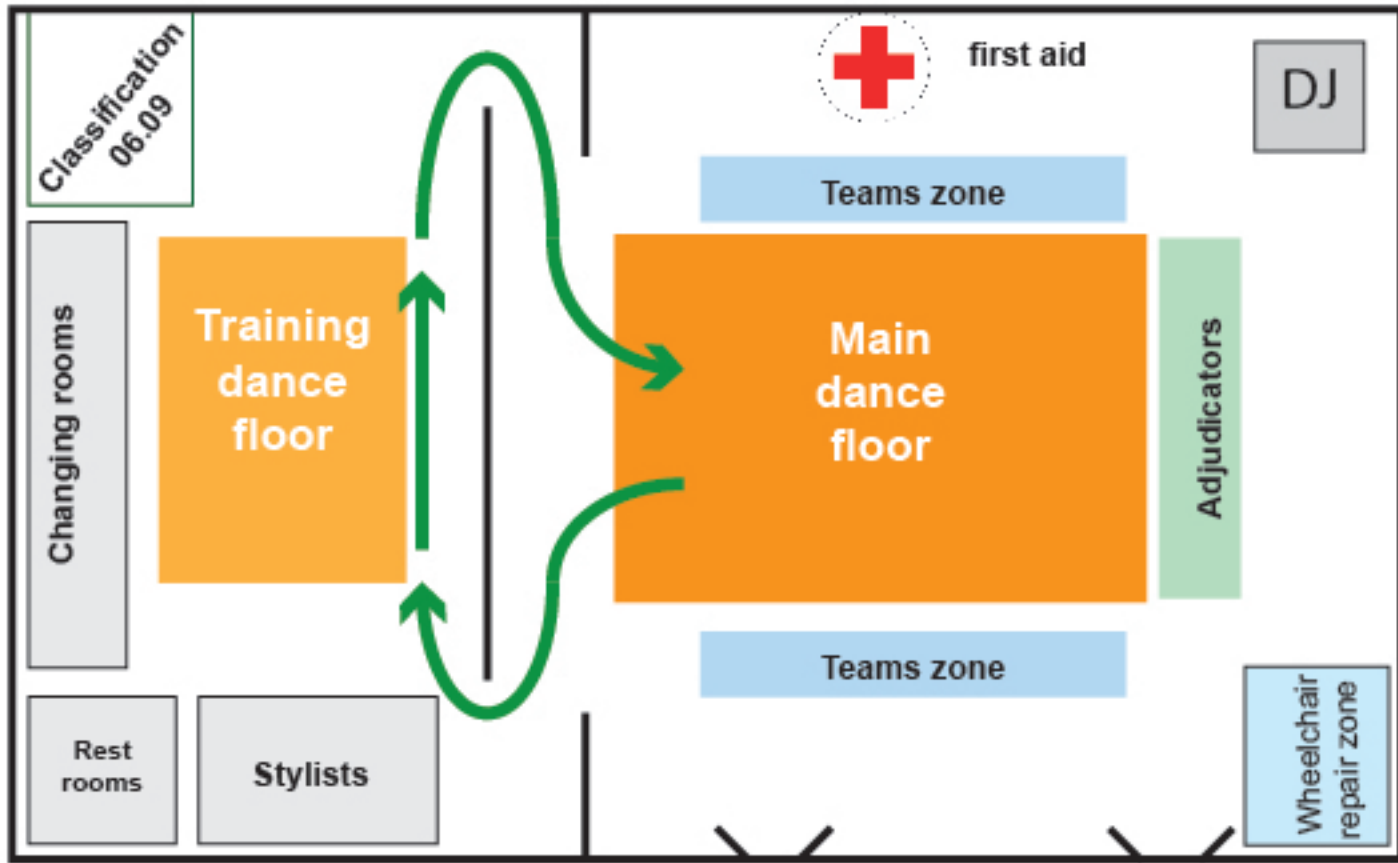 Classification
06.09
first aid
DJ
Teams zone
Changing rooms
Training
dance
floor
Main
dance
floor
Adjudicators
Teams zone
Rest
rooms
Stylists
Wheelchair
repair zone